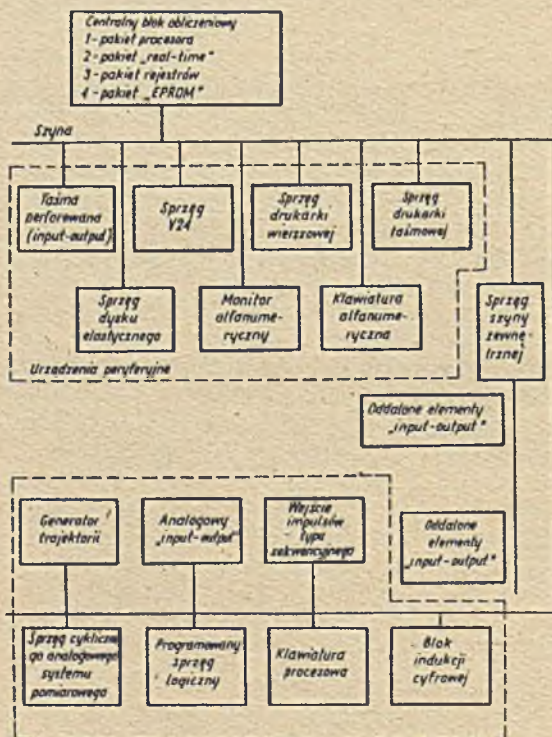 Centralny blok obliczeniowy
1-pakiet procesora
2-pakiet „real-time"
3-pakiet rejestrów
4-pakiet „EPROM"
Szyna
Taśma
perforowana
(input-output)
Sprzęg
V24
Sprzęg
drukarki
wierszowej
Sprzęg
drukarki
taśmowej
Sprzęg
dysku
elastycznego
Monitor
alfanume-
ryczny
Klawiatura
alfanume-
ryczna
Sprzęg
szyny
zewnę-
trznej
Urządzenia peryferyjne
Oddalone elementy
„input-output"
Generator
trajektorii
Analogowy
„input-output"
Wejście
impulsów
typu
sekwencyjnego
Oddalone
elementy
„input-output"
Sprzęg cykliczne
go analogowego
systemu
pomiarowego
Programowany
sprzęg
logiczny
Klawiatura
procesowa
Blok
indukcji
cyfrowej